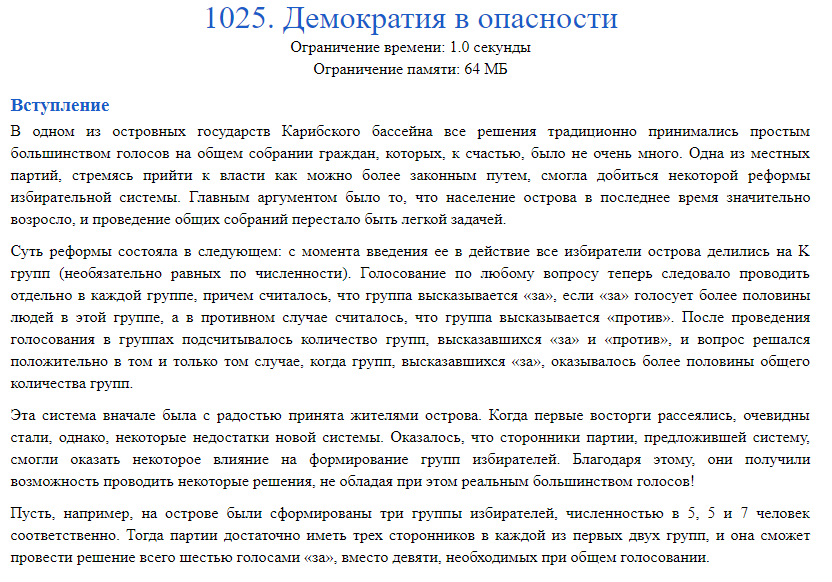 1025. Демократия в опасности
Ограничение времени: 1.0 секунды
Ограничение памяти: 64 МБ
Вступление
В одном из островных государств Карибского бассейна все решения традиционно принимались простым
большинством голосов на общем собрании граждан, которых, к счастью, было не очень много. Одна из местных
партий, стремясь прийти к власти как можно более законным путем, смогла добиться некоторой реформы
избирательной системы. Главным аргументом было то, что население острова в последнее время значительно
возросло, и проведение общих собраний перестало быть легкой задачей.
Суть реформы состояла в следующем: с момента введения ее в действие все избиратели острова делились на K
групп (необязательно равных по численности). Голосование по любому вопросу теперь следовало проводить
отдельно в каждой группе, причем считалось, что группа высказывается «за», если «за» голосует более половины
людей в этой группе, а в противном случае считалось, что группа высказывается «против». После проведения
голосования в группах подсчитывалось количество групп, высказавшихся «за» и «против», и вопрос решался
положительно в том и только том случае, когда групп, высказавшихся «за», оказывалось более половины общего
количества групп.
Эта система вначале была с радостью принята жителями острова. Когда первые восторги рассеялись, очевидны
стали, однако, некоторые недостатки новой системы. Оказалось, что сторонники партии, предложившей систему,
смогли оказать некоторое влияние на формирование групп избирателей. Благодаря этому, они получили
возможность проводить некоторые решения, не обладая при этом реальным большинством голосов!
Пусть, например, на острове были сформированы три группы избирателей, численностью в 5, 5 и 7 человек
соответственно. Тогда партии достаточно иметь трех сторонников в каждой из первых двух групп, и она сможет
провести решение всего шестью голосами «за», вместо девяти, необходимых при общем голосовании.